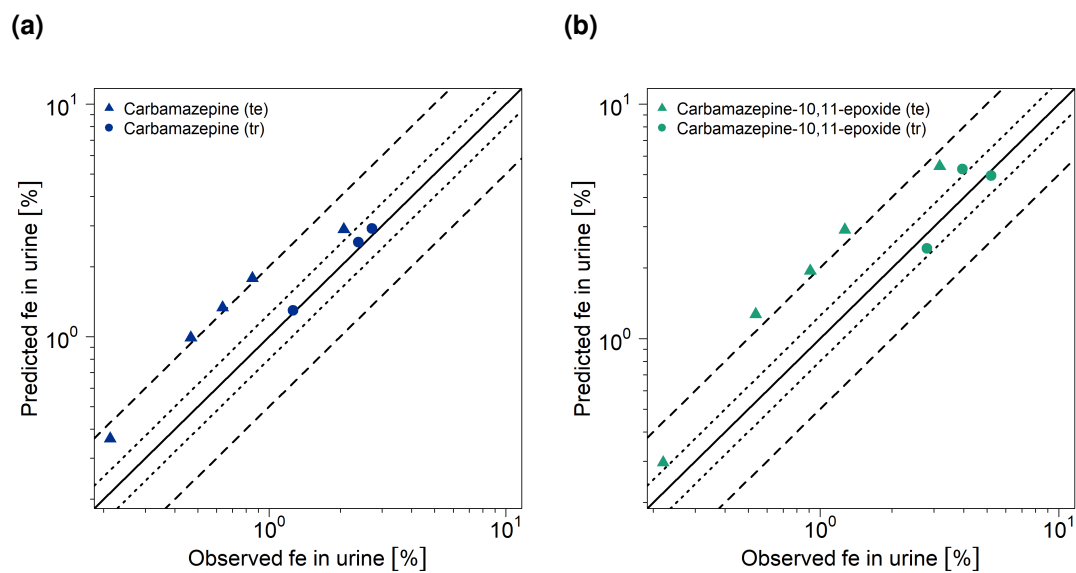 (a)
Carbamazepine (te)
Carbamazepine (tr)
10¹
10⁰
Predicted fe in urine [%]
10⁰
10¹
Observed fe in urine [%]
(b)
Carbamazepine-10,11-epoxide (te)
Carbamazepine-10,11-epoxide (tr)
10¹
10⁰
Predicted fe in urine [%]
10⁰
10¹
Observed fe in urine [%]